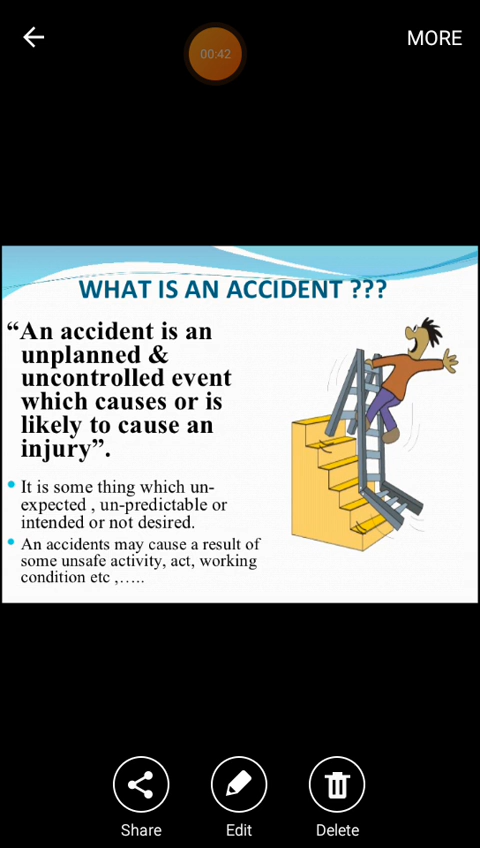 00:42
MORE
WHAT IS AN ACCIDENT ???
“An accident is an
unplanned &
uncontrolled event
which causes or is
likely to cause an
injury”.
• It is some thing which un-
expected , un-predictable or
intended or not desired.
• An accidents may cause a result of
some unsafe activity, act, working
condition etc ,.....
Share Edit Delete